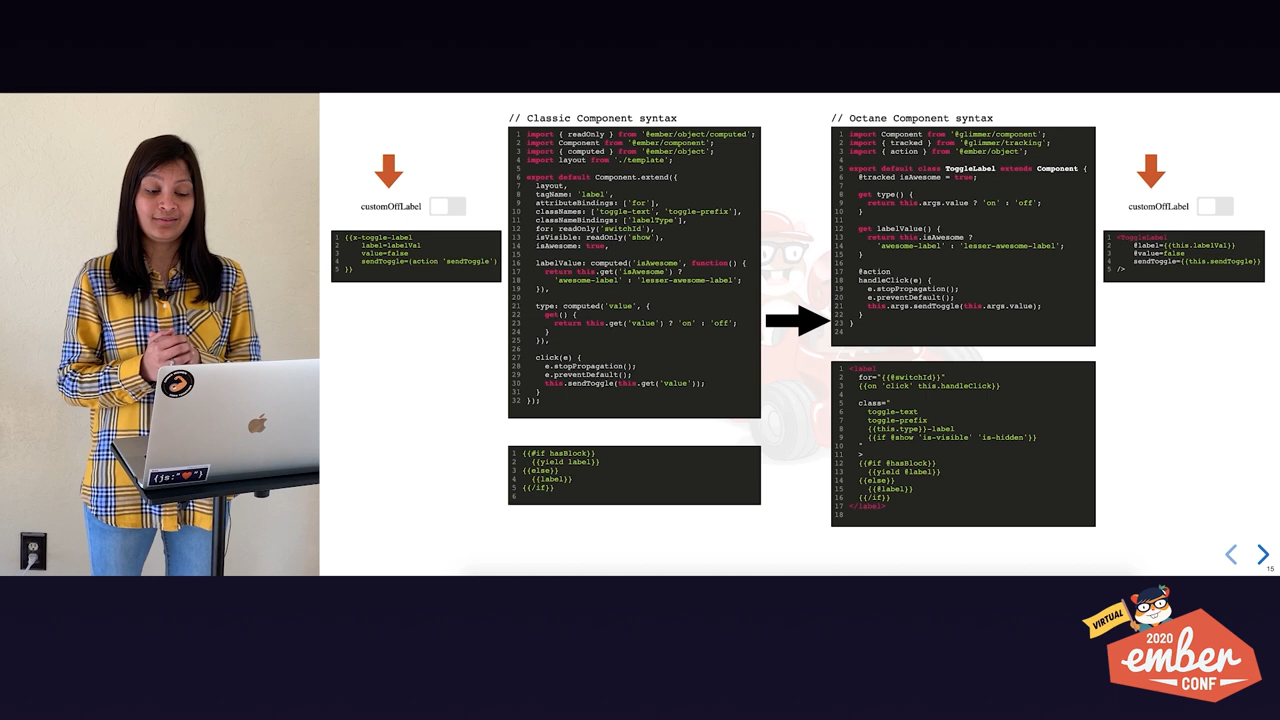 // Classic Component syntax
1 import { readOnly } from '@ember/object/computed';
2 import Component from '@ember/component';
3 import { computed } from '@ember/object';
4 import layout from './template';
5
6 export default Component.extend({
7 layout,
8 tagName: 'label',
9 attributeBindings: ['for'],
10 classNames: ['toggle-text', 'toggle-prefix'],
11 classNameBindings: ['labelType'],
12 for: readOnly('switchId'),
13 isVisible: readOnly('show'),
14 isAwesome: true,
15
16 labelValue: computed('isAwesome', function() {
17 return this.get('isAwesome') ?
18 'awesome-label' : 'lesser-awesome-label';
19 }),
20
21 type: computed('value', {
22 get() {
23 return this.get('value') ? 'on' : 'off';
24 }
25 }),
26
27 click(e) {
28 e.stopPropagation();
29 e.preventDefault();
30 this.sendToggle(this.get('value'));
31 }
32 });
1 {{#if hasBlock}}
2 {{yield label}}
3 {{else}}
4 {{label}}
5 {{/if}}
6
customOffLabel
1 {{x-toggle-label
2 label=labelVal
3 value=false
4 sendToggle=(action 'sendToggle')
5 }}
// Octane Component syntax
1 import Component from '@glimmer/component';
2 import { tracked } from '@glimmer/tracking';
3 import { action } from '@ember/object';
4
5 export default class ToggleLabel extends Component {
6 @tracked isAwesome = true;
7
8 get type() {
9 return this.args.value ? 'on' : 'off';
10 }
11
12 get labelValue() {
13 return this.isAwesome ?
14 'awesome-label' : 'lesser-awesome-label';
15 }
16
17 @action
18 handleClick(e) {
19 e.stopPropagation();
20 e.preventDefault();
21 this.args.sendToggle(this.args.value);
22 }
23 }
24
1 <label
2 for="{{@switchId}}"
3 {{on 'click' this.handleClick}}
4
5 class="
6 toggle-text
7 toggle-prefix
8 {{this.type}}-label
9 {{if @show 'is-visible' 'is-hidden'}}
10 "
11 >
12 {{#if @hasBlock}}
13 {{yield @label}}
14 {{else}}
15 {{@label}}
16 {{/if}}
17 </label>
18
customOffLabel
1 <ToggleLabel
2 @label={{this.labelVal}}
3 @value=false
4 sendToggle={{this.sendToggle}}
5 />
{js:"❤"}
15
VIRTUAL
2020
ember
CONF